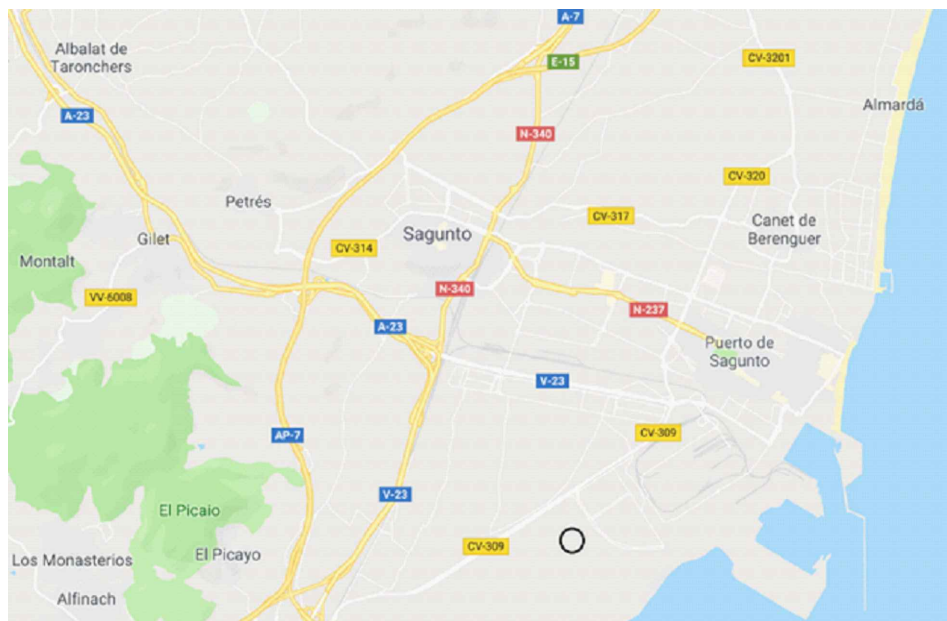 A-7
Albalat de
Taronchers
E-15
CV-3201
A-23
Almardá
N-340
CV-320
Petrés
CV-317
Canet de
Berenguer
Sagunto
Gilet
CV-314
Montalt
N-340
VV-6008
N-237
A-23
Puerto de
Sagunto
V-23
AP-7
CV-309
V-23
El Picaio
CV-309
El Picayo
Los Monasterios
Alfinach